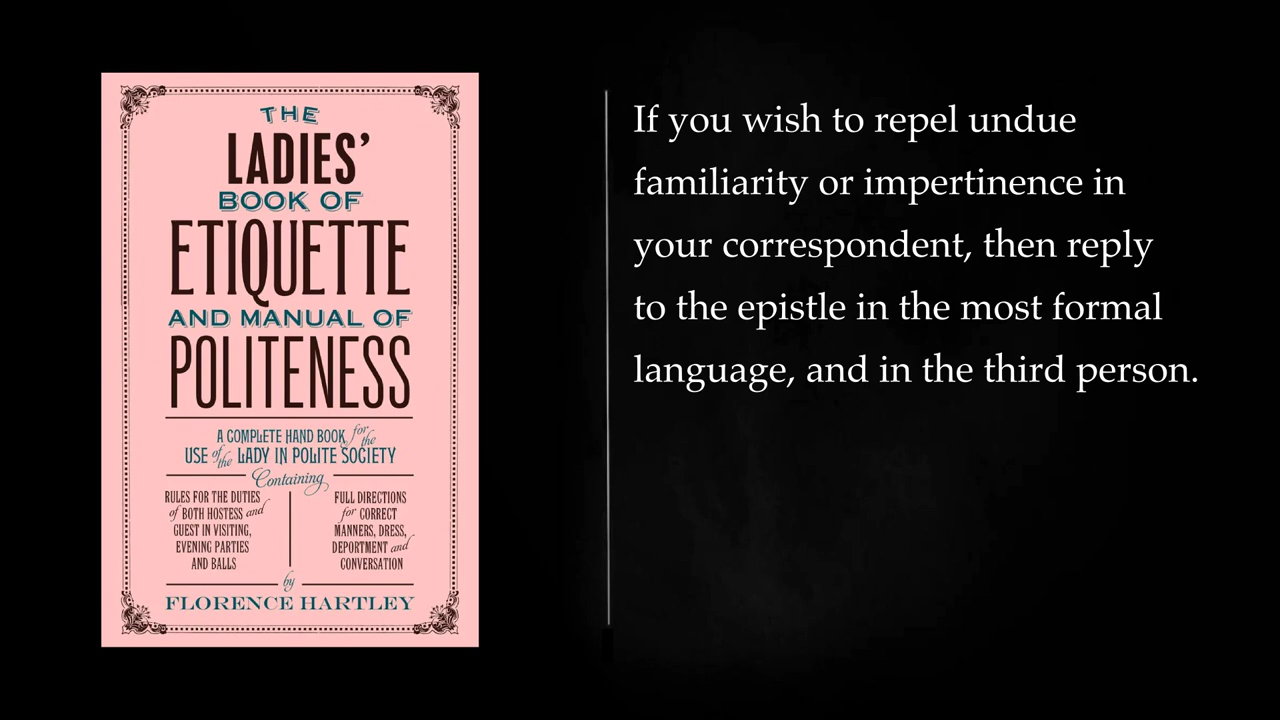 THE
LADIES'
BOOK OF
ETIQUETTE
AND MANUAL OF
POLITENESS
A COMPLETE HAND BOOK for the
USE of the LADY IN POLITE SOCIETY
Containing
RULES FOR THE DUTIES
of BOTH HOSTESS and
GUEST IN VISITING,
EVENING PARTIES
AND BALLS
FULL DIRECTIONS
for CORRECT
MANNERS, DRESS,
DEPORTMENT and
CONVERSATION
by
FLORENCE HARTLEY
If you wish to repel undue
familiarity or impertinence in
your correspondent, then reply
to the epistle in the most formal
language, and in the third person.